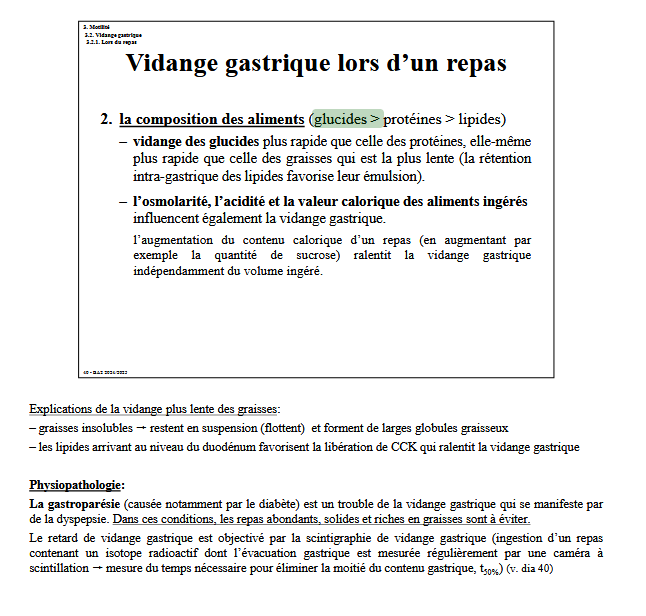 3. Motilité
3.2. Vidange gastrique
3.2.1. Lors du repas
Vidange gastrique lors d’un repas
2. la composition des aliments (glucides > protéines > lipides)
– vidange des glucides plus rapide que celle des protéines, elle-même
plus rapide que celle des graisses qui est la plus lente (la rétention
intra-gastrique des lipides favorise leur émulsion).
– l’osmolarité, l’acidité et la valeur calorique des aliments ingérés
influencent également la vidange gastrique.
l’augmentation du contenu calorique d’un repas (en augmentant par
exemple la quantité de sucrose) ralentit la vidange gastrique
indépendamment du volume ingéré.
Explications de la vidange plus lente des graisses:
– graisses insolubles → restent en suspension (flottent) et forment de larges globules graisseux
– les lipides arrivant au niveau du duodénum favorisent la libération de CCK qui ralentit la vidange gastrique
Physiopathologie:
La gastroparésie (causée notamment par le diabète) est un trouble de la vidange gastrique qui se manifeste par
de la dyspepsie. Dans ces conditions, les repas abondants, solides et riches en graisses sont à éviter.
Le retard de vidange gastrique est objectivé par la scintigraphie de vidange gastrique (ingestion d’un repas
contenant un isotope radioactif dont l’évacuation gastrique est mesurée régulièrement par une caméra à
scintillation → mesure du temps nécessaire pour éliminer la moitié du contenu gastrique, t50%) (v. dia 40)